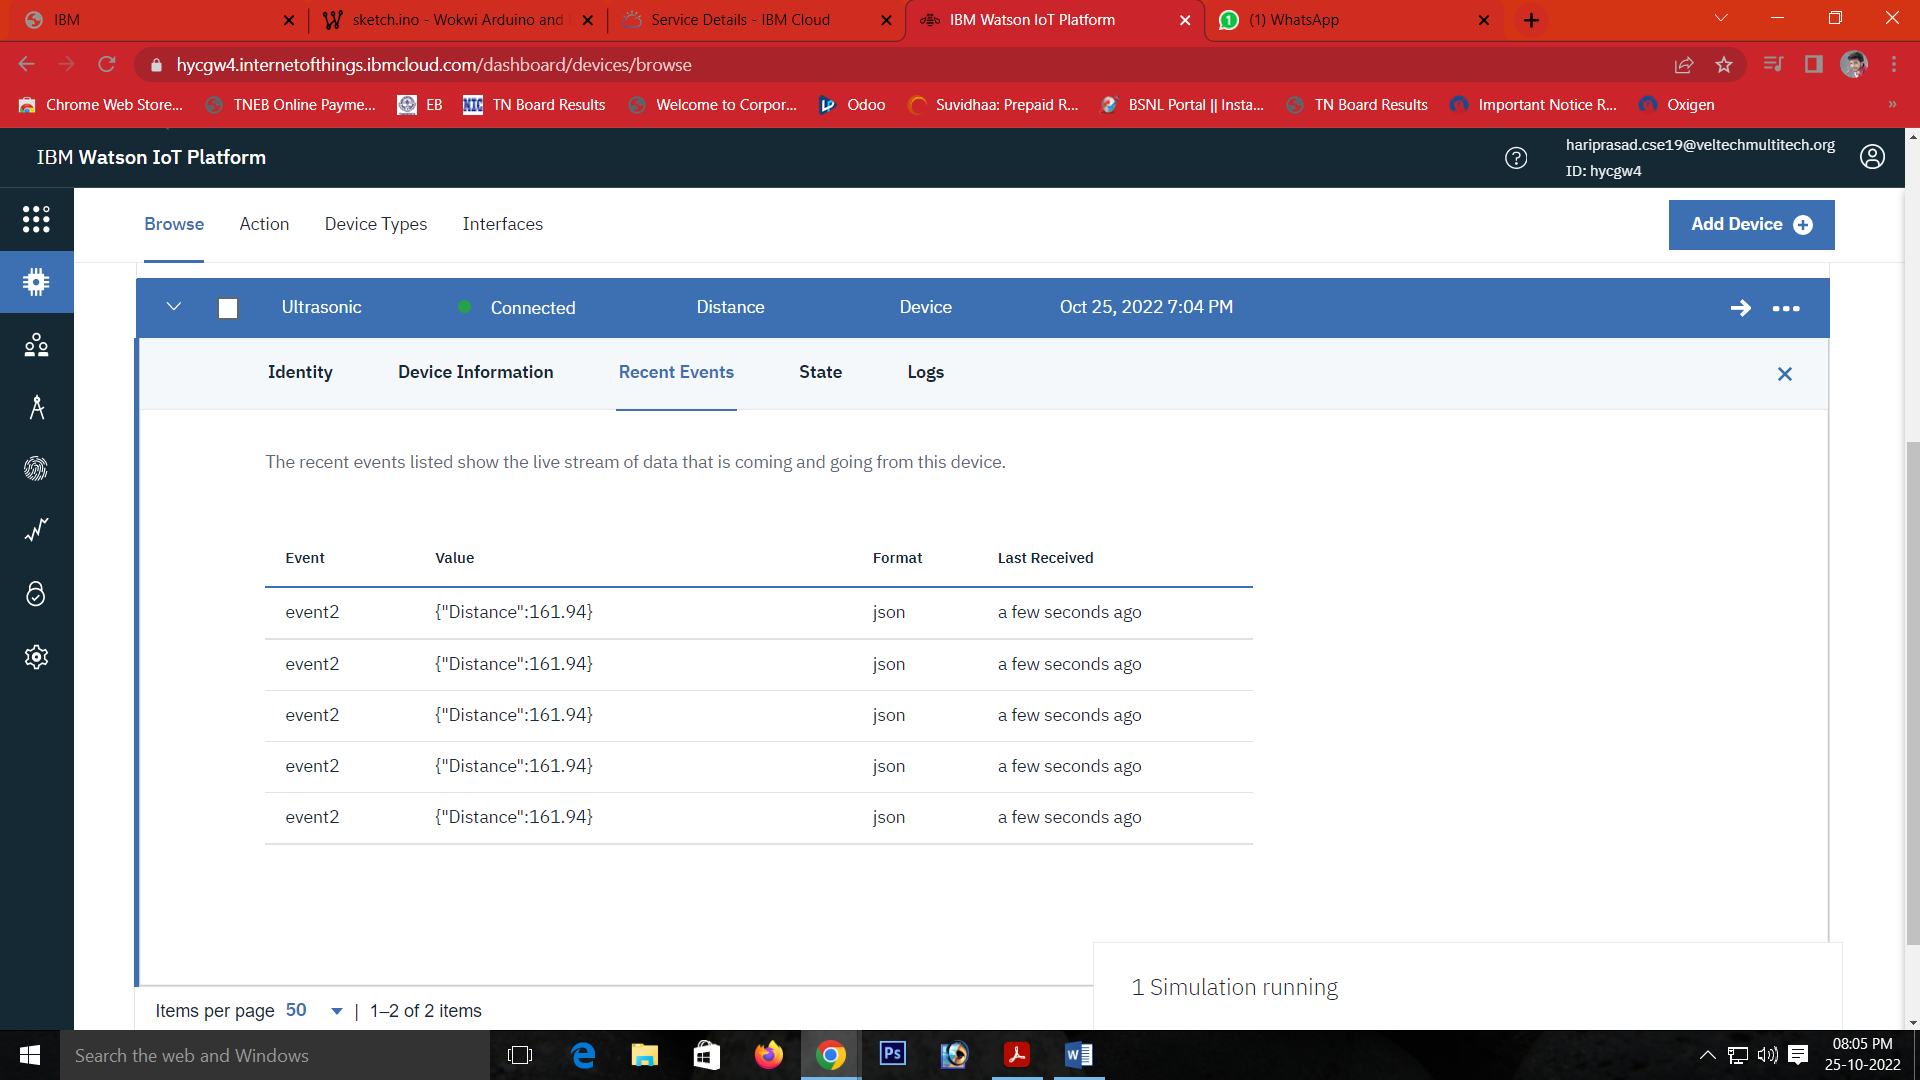 IBM
sketch.ino - Wokwi Arduino and
Service Details - IBM Cloud
IBM Watson IoT Platform
(1) WhatsApp
hycgw4.internetofthings.ibmcloud.com/dashboard/devices/browse
Chrome Web Store...
TNEB Online Payme...
EB
NIC TN Board Results
Welcome to Corpor...
Odoo
Suvidhaa: Prepaid R...
BSNL Portal || Insta...
TN Board Results
Important Notice R...
Oxigen
IBM Watson IoT Platform
hariprasad.cse19@veltechmultitech.org
ID: hycgw4
Browse Action Device Types Interfaces
Add Device
Ultrasonic Connected Distance Device Oct 25, 2022 7:04 PM
Identity Device Information Recent Events State Logs
The recent events listed show the live stream of data that is coming and going from this device.
Event Value Format Last Received
event2 {"Distance":161.94} json a few seconds ago
event2 {"Distance":161.94} json a few seconds ago
event2 {"Distance":161.94} json a few seconds ago
event2 {"Distance":161.94} json a few seconds ago
event2 {"Distance":161.94} json a few seconds ago
1 Simulation running
Items per page 50 | 1–2 of 2 items
Search the web and Windows
Ps
08:05 PM
25-10-2022